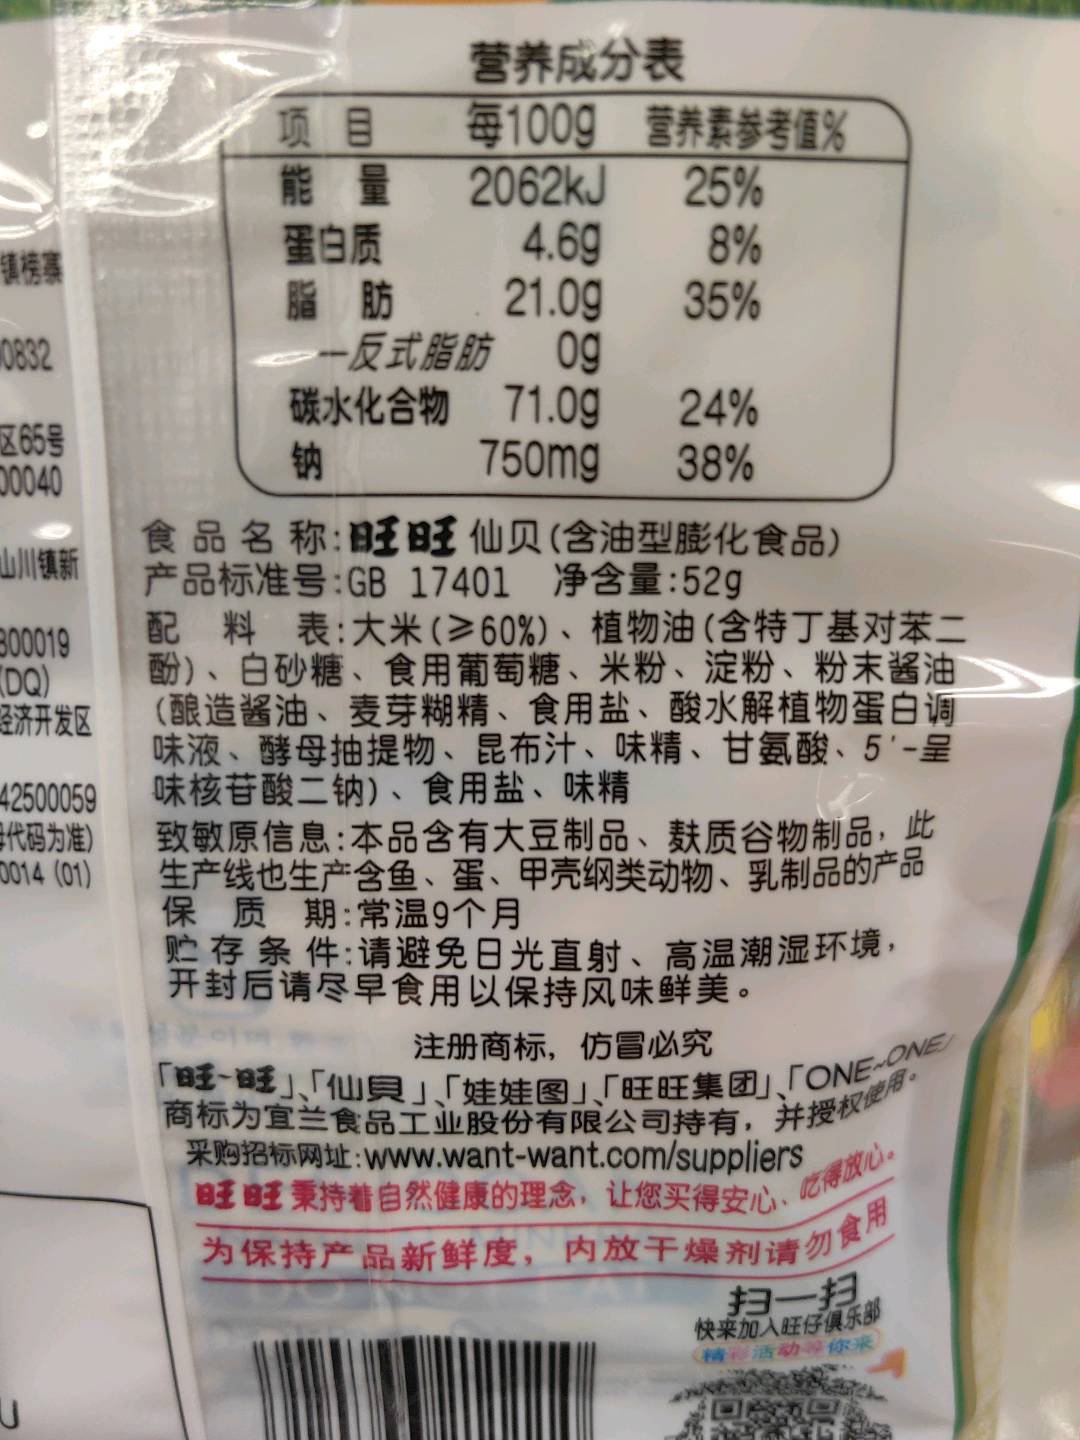 营养成分表
项 目 每100g 营养素参考值%
能 量 2062kJ 25%
蛋白质 4.6g 8%
脂 肪 21.0g 35%
—反式脂肪 0g
碳水化合物 71.0g 24%
钠 750mg 38%
食品名称:旺旺 仙贝(含油型膨化食品)
产品标准号:GB 17401 净含量:52g
配 料 表:大米(≥60%)、植物油(含特丁基对苯二
酚)、白砂糖、食用葡萄糖、米粉、淀粉、粉末酱油
(酿造酱油、麦芽糊精、食用盐、酸水解植物蛋白调
味液、酵母抽提物、昆布汁、味精、甘氨酸、5'-呈
味核苷酸二钠)、食用盐、味精
致敏原信息:本品含有大豆制品、麸质谷物制品,此
生产线也生产含鱼、蛋、甲壳纲类动物、乳制品的产品
保 质 期:常温9个月
贮存条件:请避免日光直射、高温潮湿环境,
开封后请尽早食用以保持风味鲜美。
注册商标,仿冒必究
「旺~旺」、「仙貝」、「娃娃图」、「旺旺集团」、「ONE~ONE」
商标为宜兰食品工业股份有限公司持有,并授权使用。
采购招标网址:www.want-want.com/suppliers
旺旺秉持着自然健康的理念,让您买得安心、吃得放心。
为保持产品新鲜度,内放干燥剂请勿食用
扫一扫
快来加入旺仔俱乐部
精彩活动等你来
镇榜寨
0832
区65号
00040
山川镇新
300019
(DQ)
经济开发区
42500059
代码为准)
0014 (01)